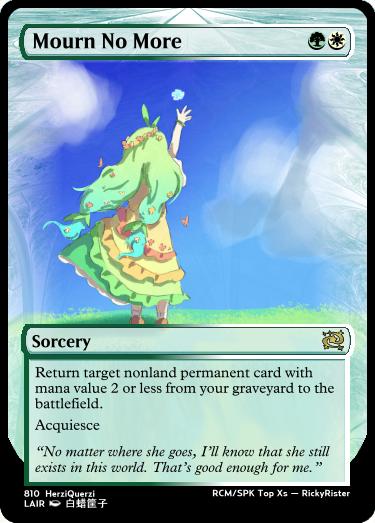 Mourn No More
Sorcery
Return target nonland permanent card with
mana value 2 or less from your graveyard to the
battlefield.
Acquiesce
“No matter where she goes, I’ll know that she still
exists in this world. That’s good enough for me.”
810 HerziQuerzi
RCM/SPK Top Xs — RickyRister
LAIR 白蜡筐子